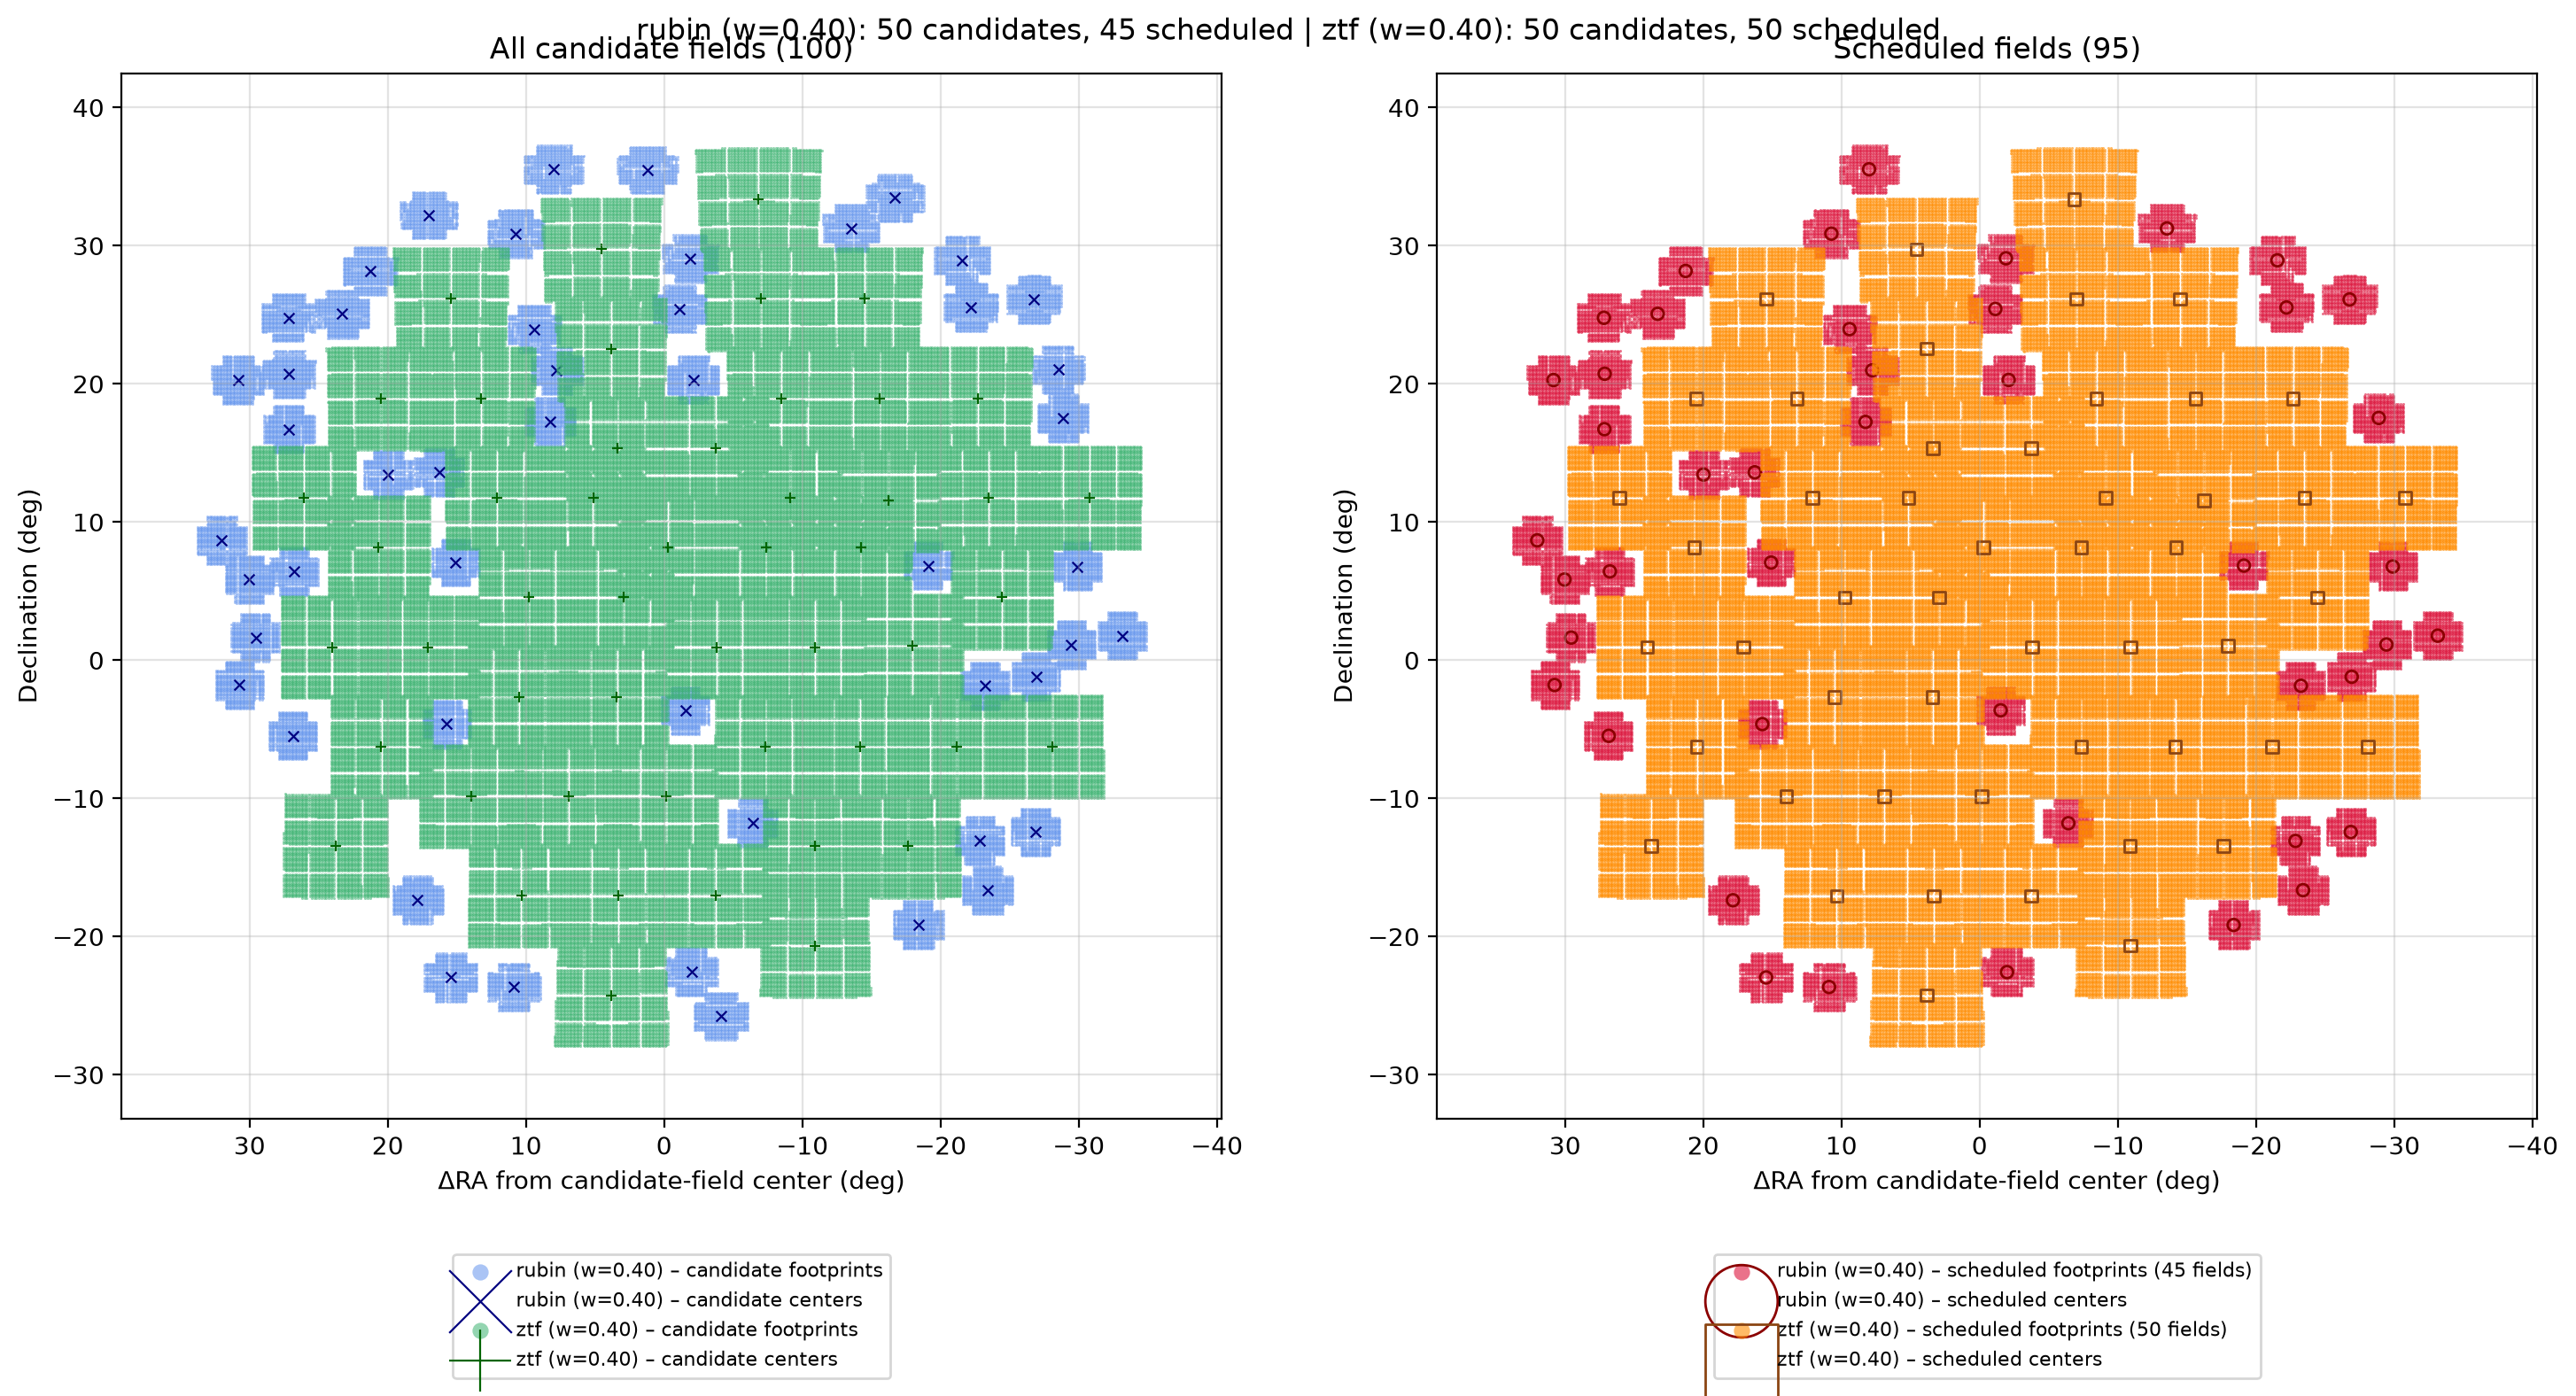 rubin (w=0.40): 50 candidates, 45 scheduled | ztf (w=0.40): 50 candidates, 50 scheduled
All candidate fields (100)
40
30
20
10
0
−10
−20
−30
Declination (deg)
30
20
10
0
−10
−20
−30
−40
ΔRA from candidate-field center (deg)
rubin (w=0.40) – candidate footprints
rubin (w=0.40) – candidate centers
ztf (w=0.40) – candidate footprints
ztf (w=0.40) – candidate centers
Scheduled fields (95)
40
30
20
10
0
−10
−20
−30
Declination (deg)
30
20
10
0
−10
−20
−30
−40
ΔRA from candidate-field center (deg)
rubin (w=0.40) – scheduled footprints (45 fields)
rubin (w=0.40) – scheduled centers
ztf (w=0.40) – scheduled footprints (50 fields)
ztf (w=0.40) – scheduled centers